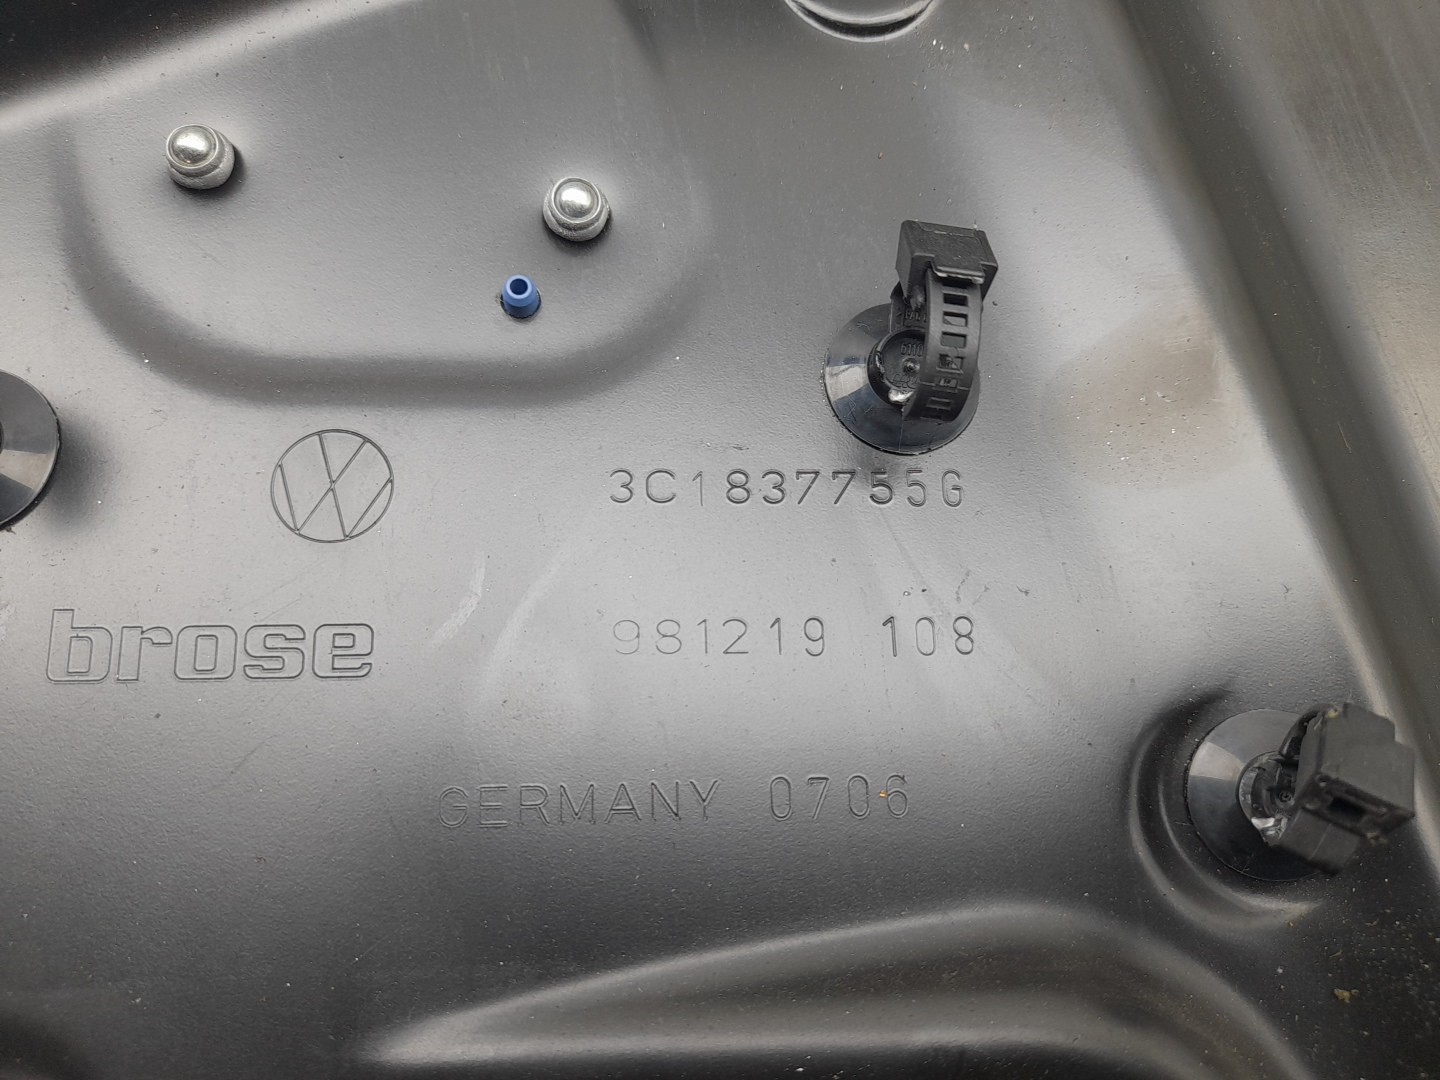 3C1837755G
brose
981219 108
GERMANY 0706